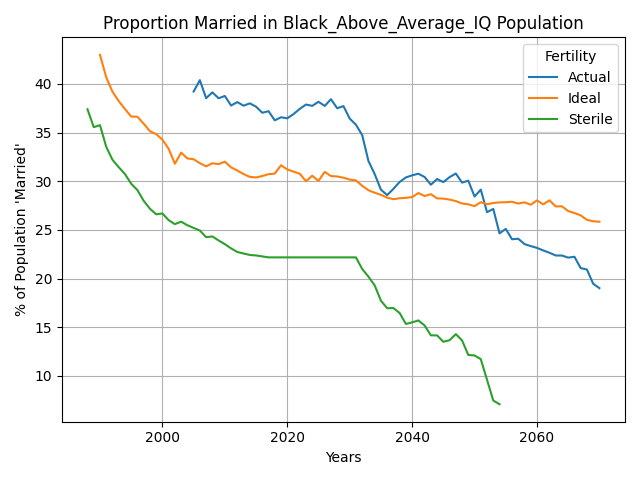 Proportion Married in Black_Above_Average_IQ Population
% of Population 'Married'
40
35
30
25
20
15
10
Fertility
Actual
Ideal
Sterile
2000 2020 2040 2060
Years